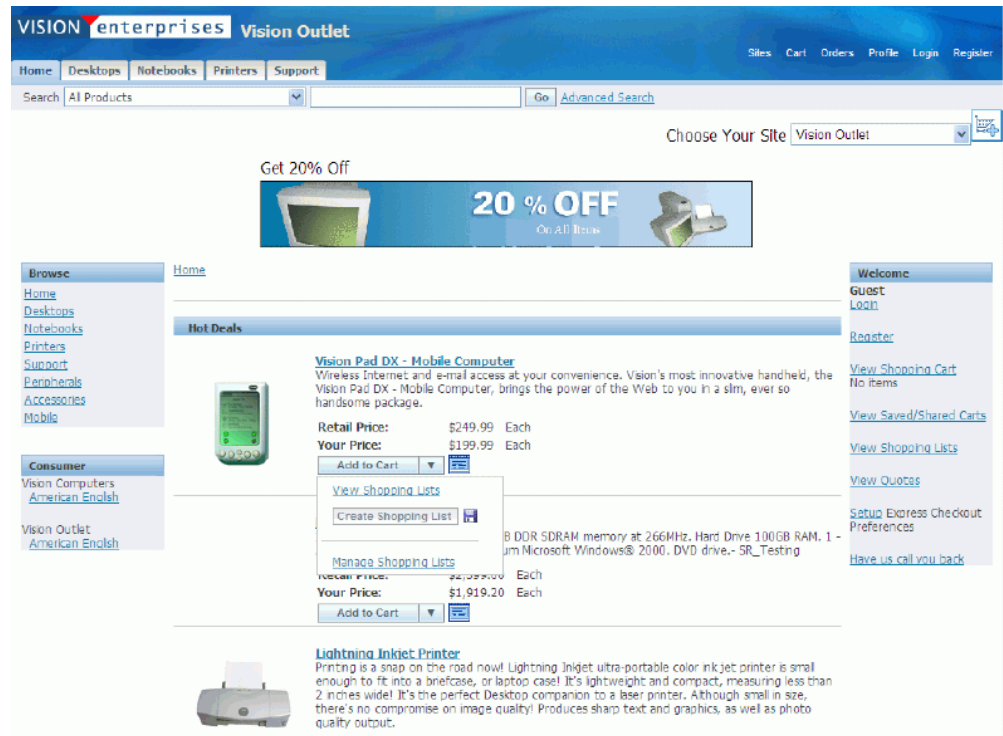 VISION enterprises Vision Outlet
Sites Cart Orders Profile Login Register
Home Desktops Notebooks Printers Support
Search All Products Go Advanced Search
Choose Your Site Vision Outlet
Get 20% Off
20 % OFF
On All Items
Browse
Home
Desktops
Notebooks
Printers
Support
Peripherals
Accessories
Mobile
Consumer
Vision Computers
American English
Vision Outlet
American English
Home
Hot Deals
Vision Pad DX - Mobile Computer
Wireless Internet and e-mail access at your convenience. Vision's most innovative handheld, the
Vision Pad DX - Mobile Computer, brings the power of the Web to you in a slim, ever so
handsome package.
Retail Price: $249.99 Each
Your Price: $199.99 Each
Add to Cart
View Shopping Lists
Create Shopping List
Manage Shopping Lists
B DDR SDRAM memory at 266MHz. Hard Drive 100GB RAM. 1 -
um Microsoft Windows® 2000. DVD drive.- SR_Testing
Retail Price: Each
Your Price: $1,919.20 Each
Add to Cart
Lightning Inkjet Printer
Printing is a snap on the road now! Lightning Inkjet ultra-portable color ink jet printer is small
enough to fit into a briefcase, or laptop case! It's lightweight and compact, measuring less than
2 inches wide! It's the perfect Desktop companion to a laser printer. Although small in size,
there's no compromise on image quality! Produces sharp text and graphics, as well as photo
quality output.
Welcome
Guest
Login
Register
View Shopping Cart
No items
View Saved/Shared Carts
View Shopping Lists
View Quotes
Setup Express Checkout
Preferences
Have us call you back